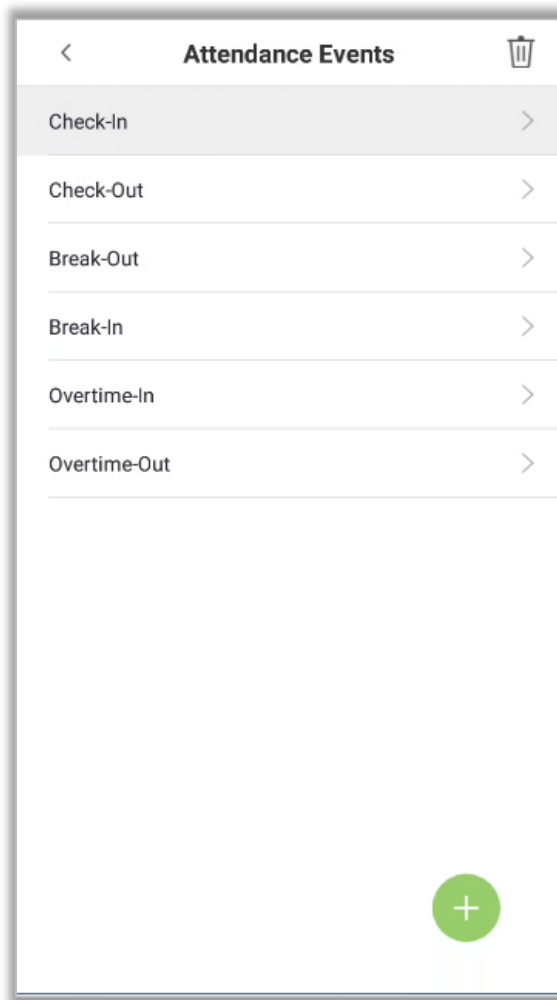 Attendance Events
Check-In
Check-Out
Break-Out
Break-In
Overtime-In
Overtime-Out